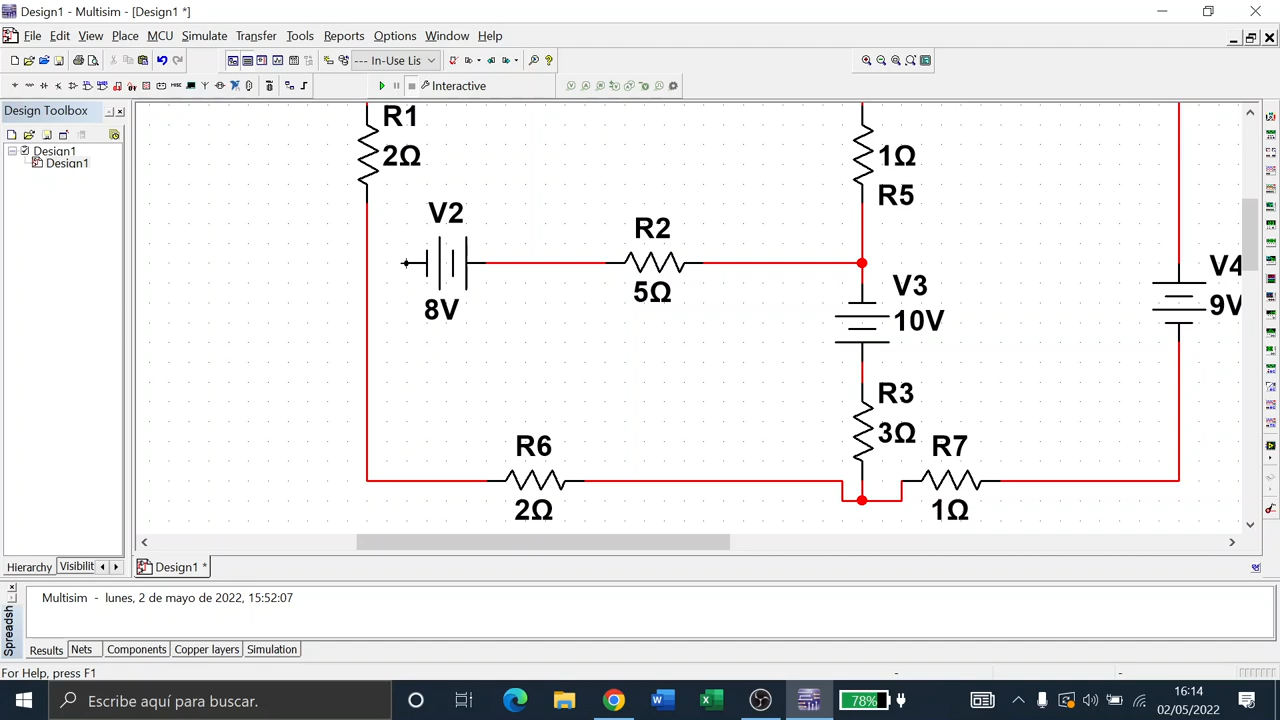 Design1 - Multisim - [Design1 *]
File Edit View Place MCU Simulate Transfer Tools Reports Options Window Help
--- In-Use Lis
Interactive
Design Toolbox
Design1
Design1
R1
2Ω
1Ω
R5
V2
8V
R2
5Ω
V3
10V
V4
9V
R3
3Ω
R6
2Ω
R7
1Ω
Hierarchy Visibilit
Design1 *
Spreadsh
Multisim - lunes, 2 de mayo de 2022, 15:52:07
Results Nets Components Copper layers Simulation
For Help, press F1
Escribe aquí para buscar.
78%
16:14
02/05/2022